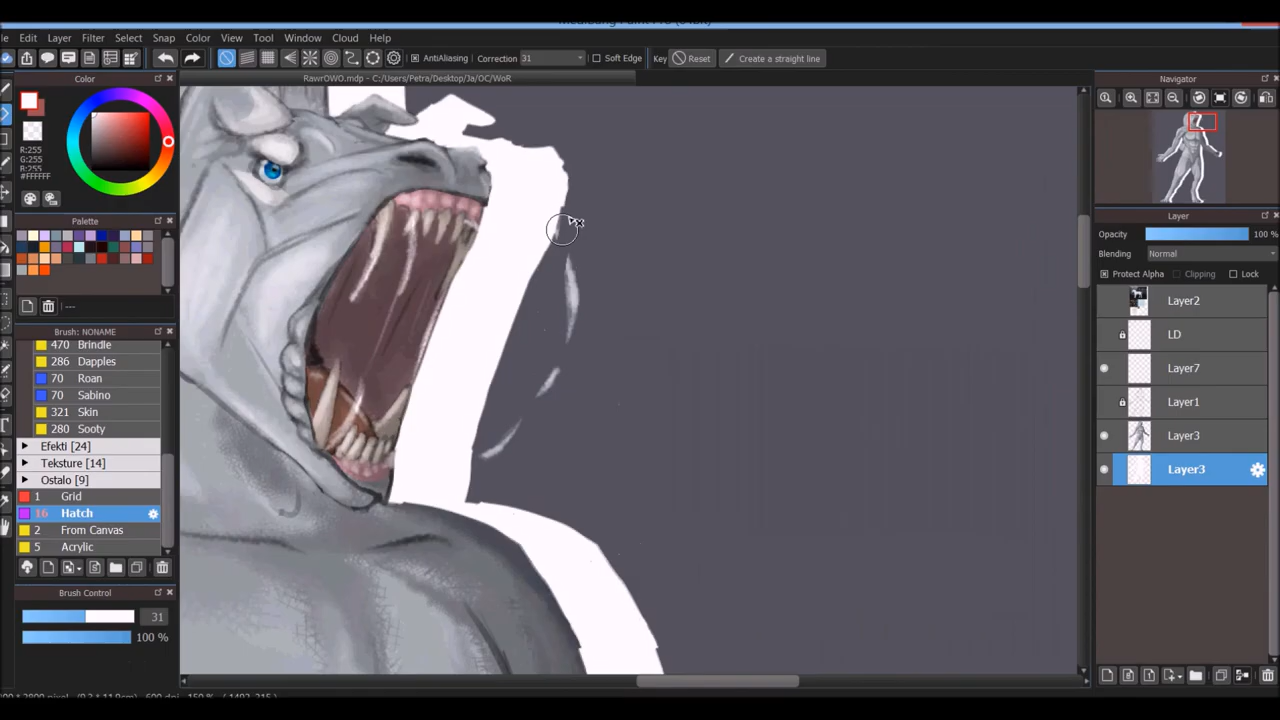 Edit View Layer Filter Select Snap Color View Tool Window Cloud Help
AntiAliasing Correction 31 Soft Edge Key Reset Create a straight line
Color
RawrOWO.mdp - C:/Users/Petra/Desktop/Ja/OC/WoR
Navigator
R:255
G:255
B:255
#FFFFFF
Palette
---
Brush: NONAME
470 Brindle
286 Dapples
70 Roan
70 Sabino
321 Skin
280 Sooty
Efekti [24]
Teksture [14]
Ostalo [9]
1 Grid
16 Hatch
2 From Canvas
5 Acrylic
Brush Control
31
100 %
Layer
Opacity 100 %
Blending Normal
Protect Alpha Clipping Lock
Layer2
LD
Layer7
Layer1
Layer3
Layer3